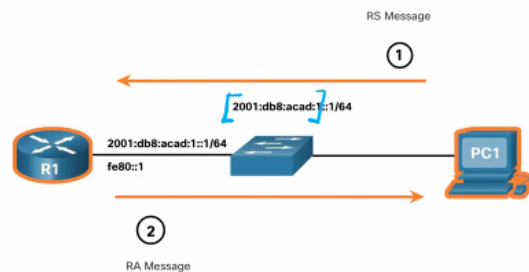 RS Message
1
2001:db8:acad:1::1/64
2001:db8:acad:1::1/64
fe80::1
R1
PC1
2
RA Message